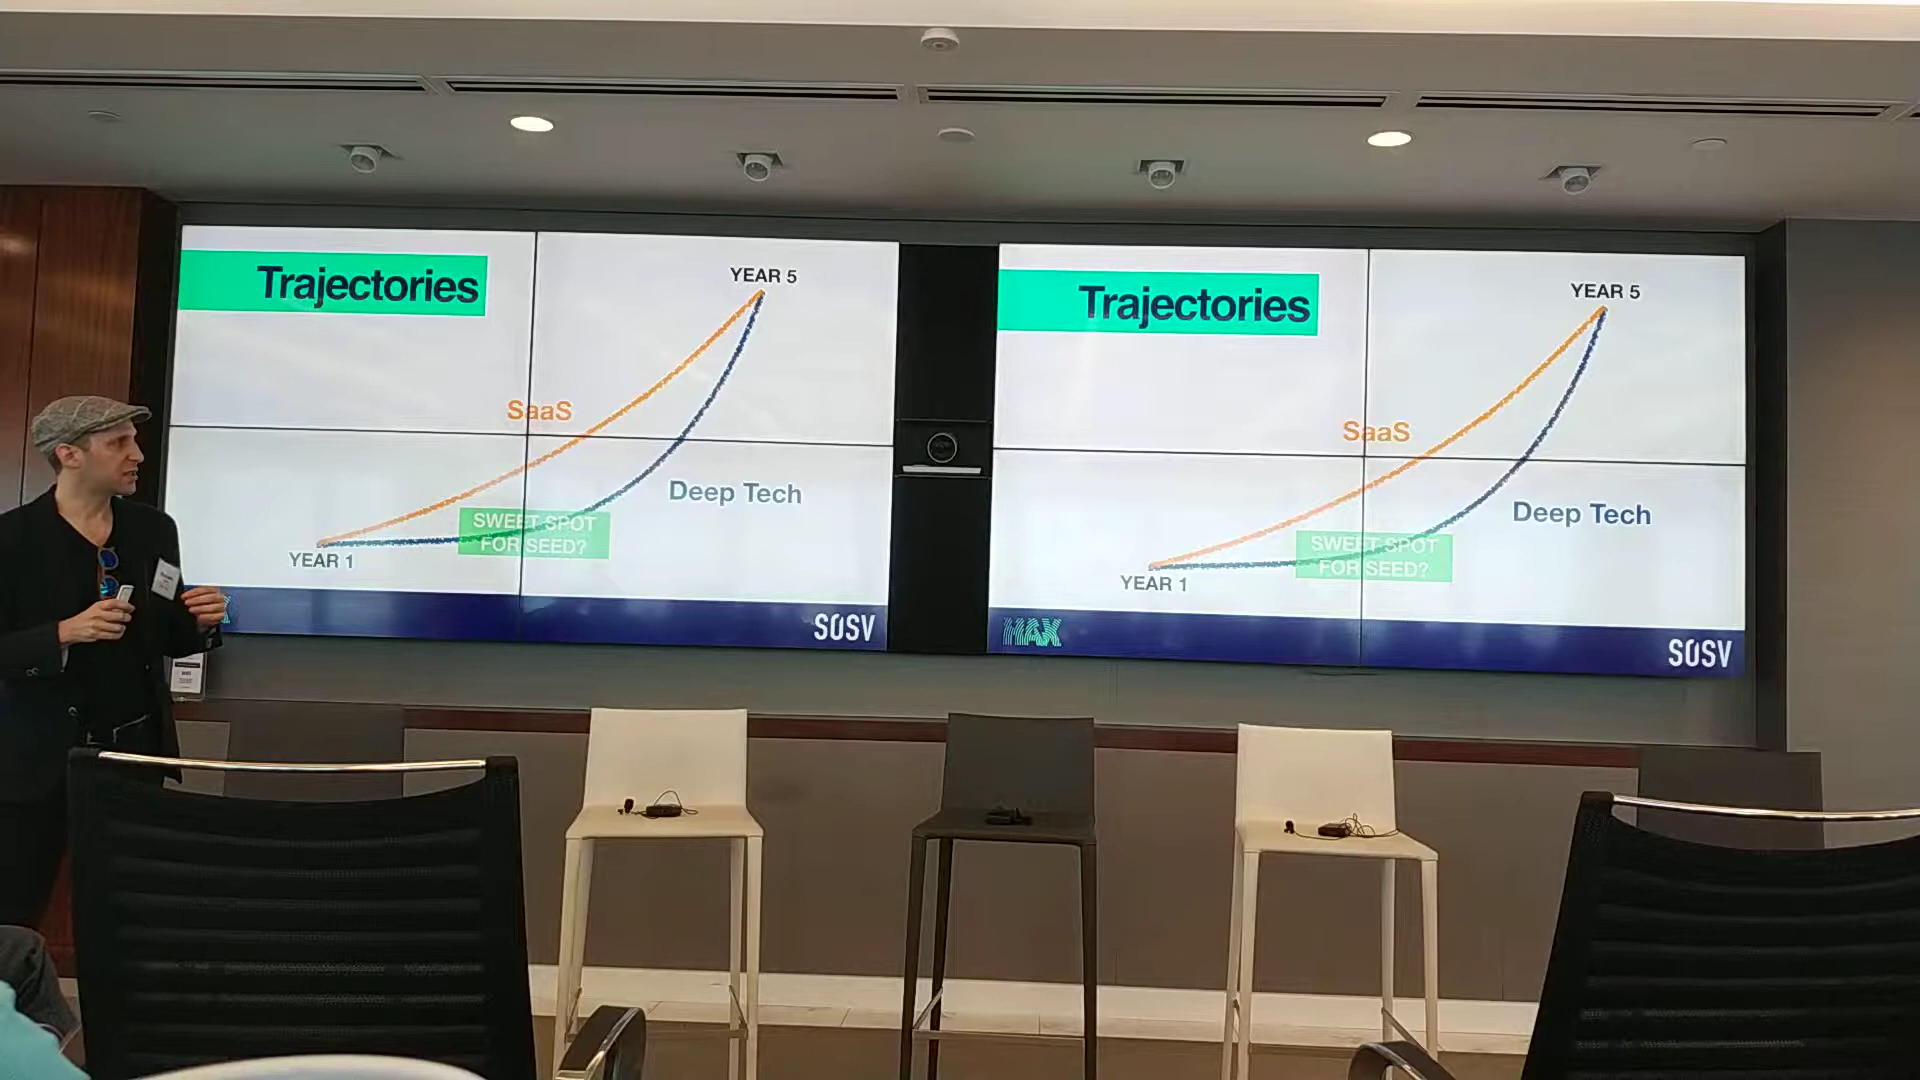 Trajectories
YEAR 5
SaaS
Deep Tech
SWEET SPOT
FOR SEED?
YEAR 1
SOSV
Trajectories
YEAR 5
SaaS
Deep Tech
SWEET SPOT
FOR SEED?
YEAR 1
HAX
SOSV